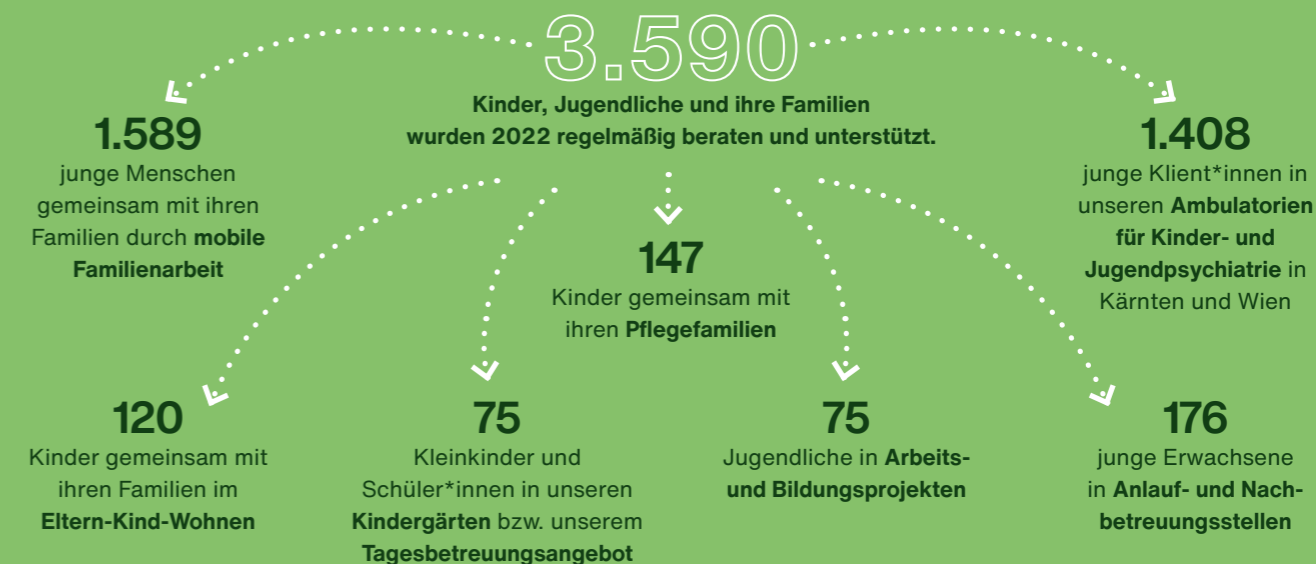 3.590
Kinder, Jugendliche und ihre Familien
wurden 2022 regelmäßig beraten und unterstützt.
1.589
junge Menschen
gemeinsam mit ihren
Familien durch mobile
Familienarbeit
147
Kinder gemeinsam mit
ihren Pflegefamilien
1.408
junge Klient*innen in
unseren Ambulatorien
für Kinder- und
Jugendpsychiatrie in
Kärnten und Wien
120
Kinder gemeinsam mit
ihren Familien im
Eltern-Kind-Wohnen
75
Kleinkinder und
Schüler*innen in unseren
Kindergärten bzw. unserem
Tagesbetreuungsangebot
75
Jugendliche in Arbeits-
und Bildungsprojekten
176
junge Erwachsene
in Anlauf- und Nach-
betreuungsstellen